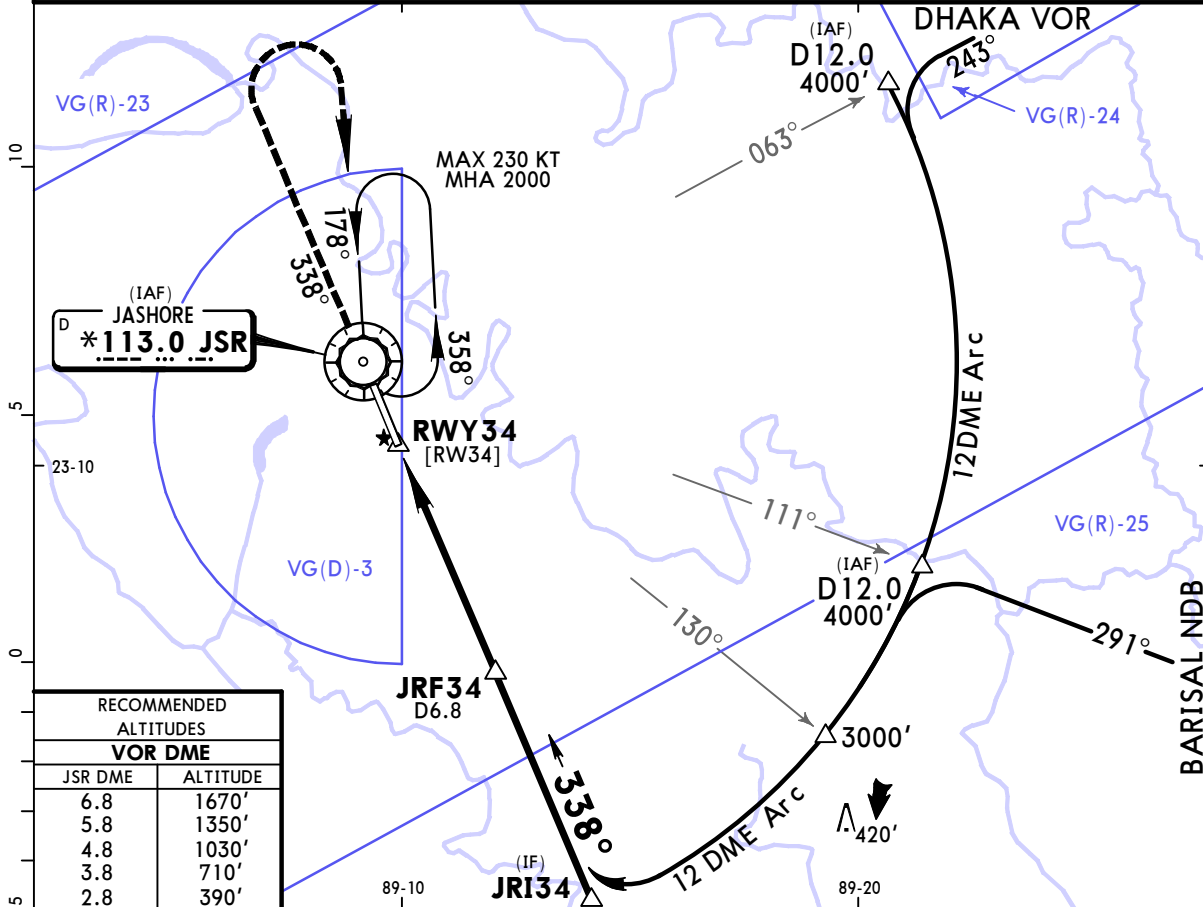 DHAKA VOR
243°
(IAF)
D12.0
4000'
VG(R)-23
VG(R)-24
063°
10
MAX 230 KT
MHA 2000
178°
338°
(IAF)
JASHORE
D
*113.0 JSR
358°
12DME Arc
5
RWY34
[RW34]
23-10
111°
VG(R)-25
(IAF)
D12.0
4000'
VG(D)-3
130°
291°
BARISAL NDB
0
JRF34
D6.8
3000'
338°
420'
12 DME Arc
(IF)
JRI34
89-10
89-20
5
RECOMMENDED
ALTITUDES
VOR DME
JSR DME ALTITUDE
6.8 1670'
5.8 1350'
4.8 1030'
3.8 710'
2.8 390'